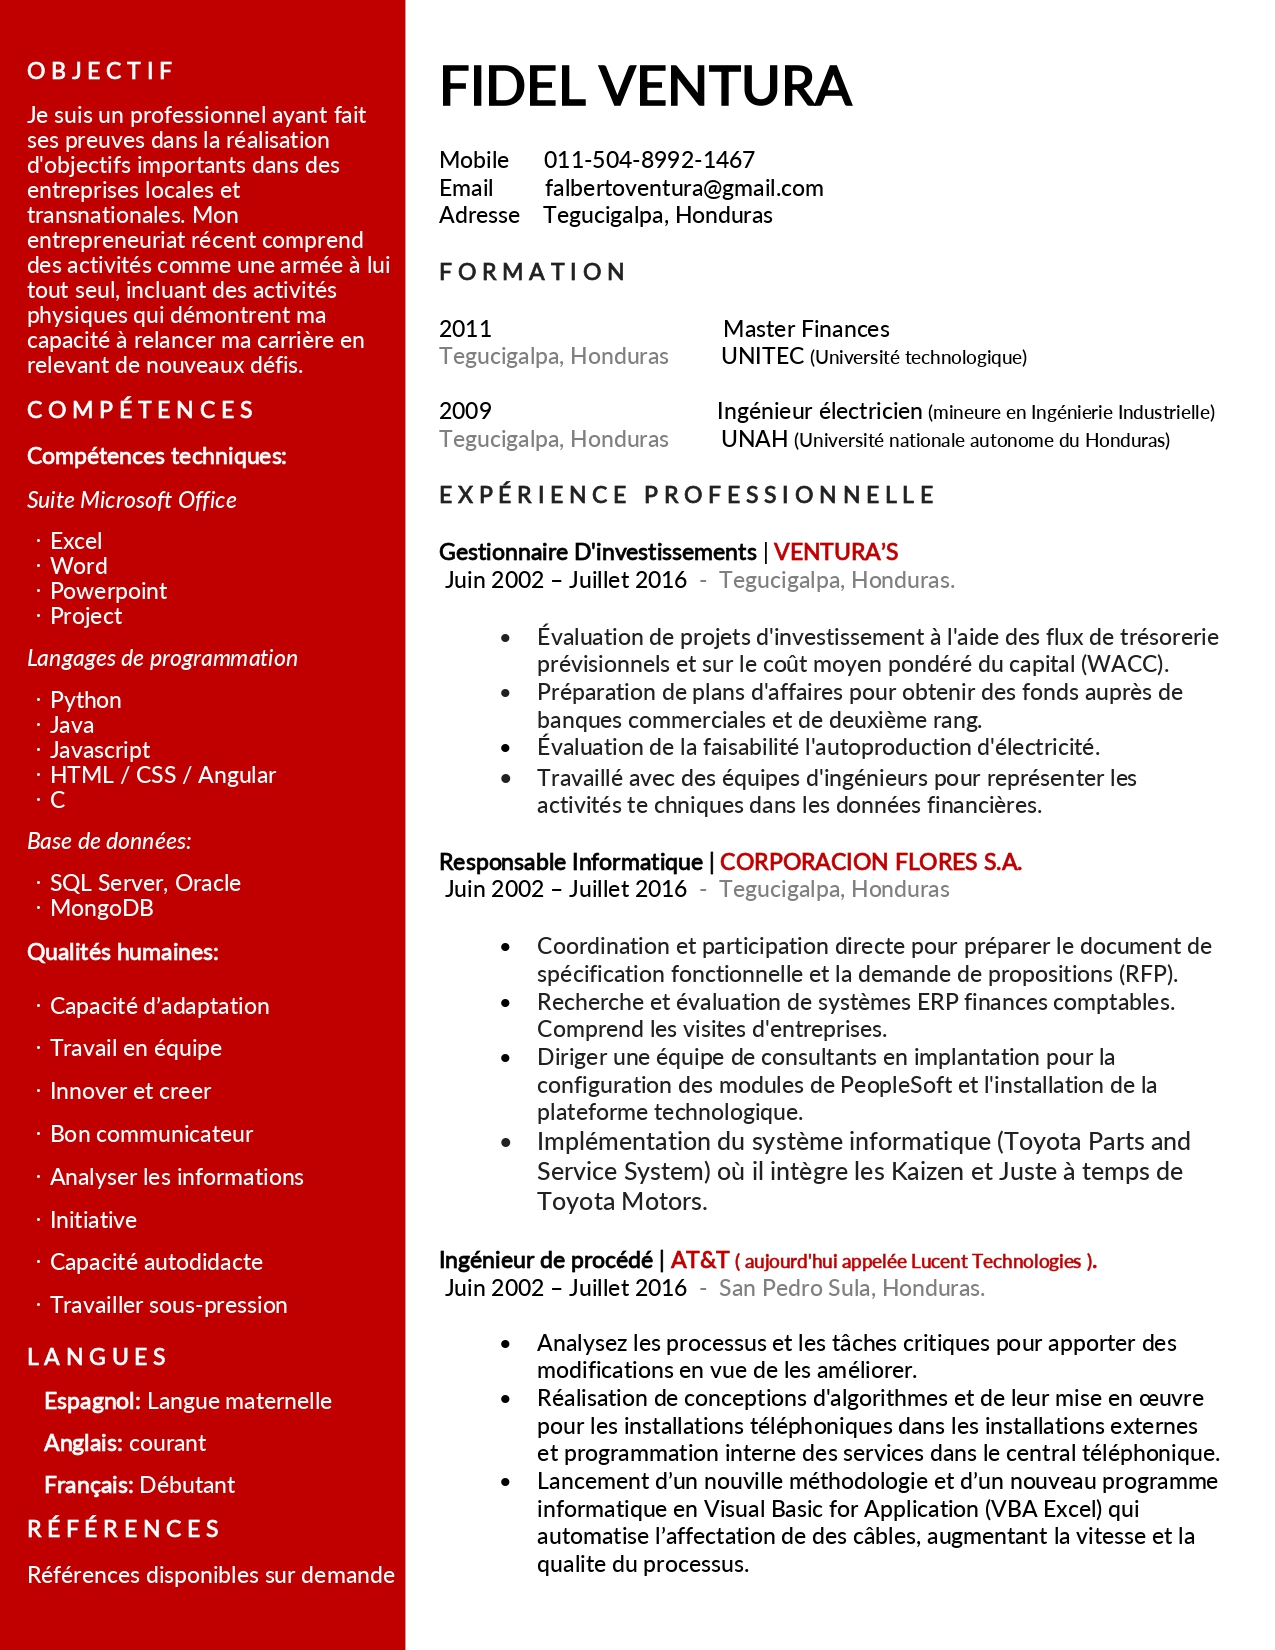 OBJECTIF
Je suis un professionnel ayant fait
ses preuves dans la réalisation
d'objectifs importants dans des
entreprises locales et
transnationales. Mon
entrepreneuriat récent comprend
des activités comme une armée à lui
tout seul, incluant des activités
physiques qui démontrent ma
capacité à relancer ma carrière en
relevant de nouveaux défis.
COMPÉTENCES
Compétences techniques:
Suite Microsoft Office
· Excel
· Word
· Powerpoint
· Project
Langages de programmation
· Python
· Java
· Javascript
· HTML / CSS / Angular
· C
Base de données:
· SQL Server, Oracle
· MongoDB
Qualités humaines:
· Capacité d’adaptation
· Travail en équipe
· Innover et creer
· Bon communicateur
· Analyser les informations
· Initiative
· Capacité autodidacte
· Travailler sous-pression
LANGUES
Espagnol: Langue maternelle
Anglais: courant
Français: Débutant
RÉFÉRENCES
Références disponibles sur demande
FIDEL VENTURA
Mobile 011-504-8992-1467
Email falbertoventura@gmail.com
Adresse Tegucigalpa, Honduras
FORMATION
2011 Master Finances
Tegucigalpa, Honduras UNITEC (Université technologique)
2009 Ingénieur électricien (mineure en Ingénierie Industrielle)
Tegucigalpa, Honduras UNAH (Université nationale autonome du Honduras)
EXPÉRIENCE PROFESSIONNELLE
Gestionnaire D'investissements | VENTURA’S
Juin 2002 – Juillet 2016 - Tegucigalpa, Honduras.
• Évaluation de projets d'investissement à l'aide des flux de trésorerie
prévisionnels et sur le coût moyen pondéré du capital (WACC).
• Préparation de plans d'affaires pour obtenir des fonds auprès de
banques commerciales et de deuxième rang.
• Évaluation de la faisabilité l'autoproduction d'électricité.
• Travaillé avec des équipes d'ingénieurs pour représenter les
activités te chniques dans les données financières.
Responsable Informatique | CORPORACION FLORES S.A.
Juin 2002 – Juillet 2016 - Tegucigalpa, Honduras
• Coordination et participation directe pour préparer le document de
spécification fonctionnelle et la demande de propositions (RFP).
• Recherche et évaluation de systèmes ERP finances comptables.
Comprend les visites d'entreprises.
• Diriger une équipe de consultants en implantation pour la
configuration des modules de PeopleSoft et l'installation de la
plateforme technologique.
• Implémentation du système informatique (Toyota Parts and
Service System) où il intègre les Kaizen et Juste à temps de
Toyota Motors.
Ingénieur de procédé | AT&T ( aujourd'hui appelée Lucent Technologies ).
Juin 2002 – Juillet 2016 - San Pedro Sula, Honduras.
• Analysez les processus et les tâches critiques pour apporter des
modifications en vue de les améliorer.
• Réalisation de conceptions d'algorithmes et de leur mise en œuvre
pour les installations téléphoniques dans les installations externes
et programmation interne des services dans le central téléphonique.
• Lancement d’un nouville méthodologie et d’un nouveau programme
informatique en Visual Basic for Application (VBA Excel) qui
automatise l’affectation de des câbles, augmentant la vitesse et la
qualite du processus.